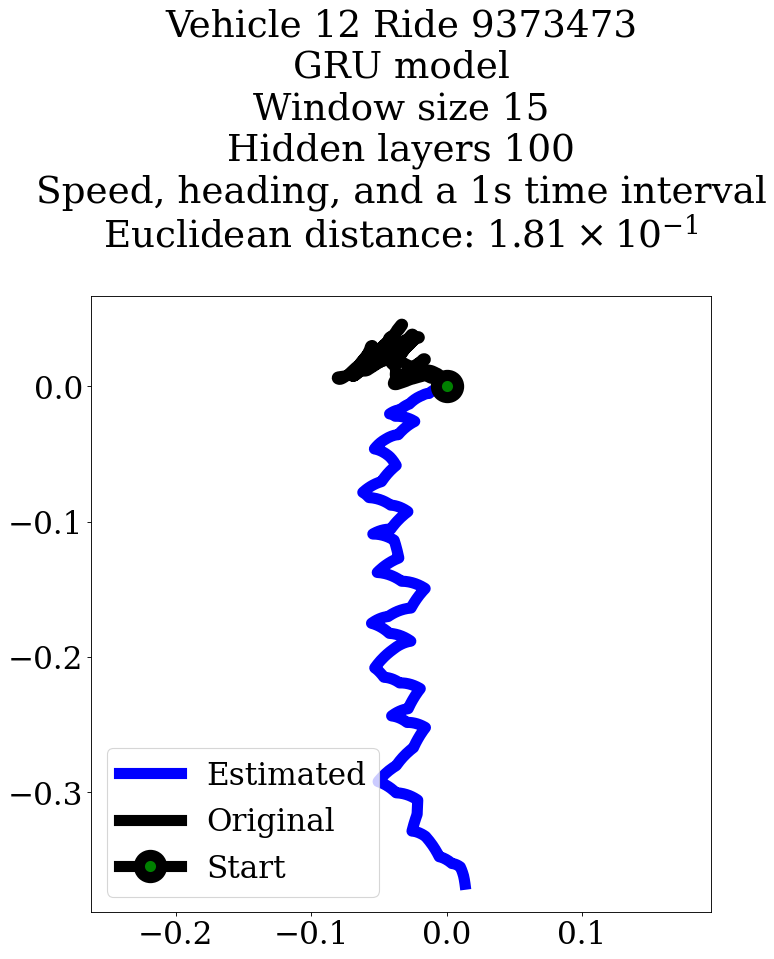 Vehicle 12 Ride 9373473
GRU model
Window size 15
Hidden layers 100
Speed, heading, and a 1s time interval
Euclidean distance: 1.81 × 10⁻¹
0.0
−0.1
−0.2
−0.3
Estimated
Original
Start
−0.2 −0.1 0.0 0.1